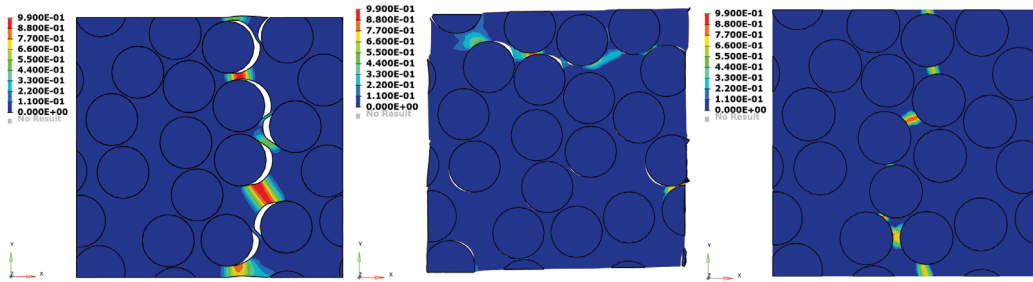 9.900E-01
8.800E-01
7.700E-01
6.600E-01
5.500E-01
4.400E-01
3.300E-01
2.200E-01
1.100E-01
0.000E+00
No Result
Y
Z
X
9.900E-01
8.800E-01
7.700E-01
6.600E-01
5.500E-01
4.400E-01
3.300E-01
2.200E-01
1.100E-01
0.000E+00
No Result
Y
Z
X
9.900E-01
8.800E-01
7.700E-01
6.600E-01
5.500E-01
4.400E-01
3.300E-01
2.200E-01
1.100E-01
0.000E+00
No Result
Y
Z
X